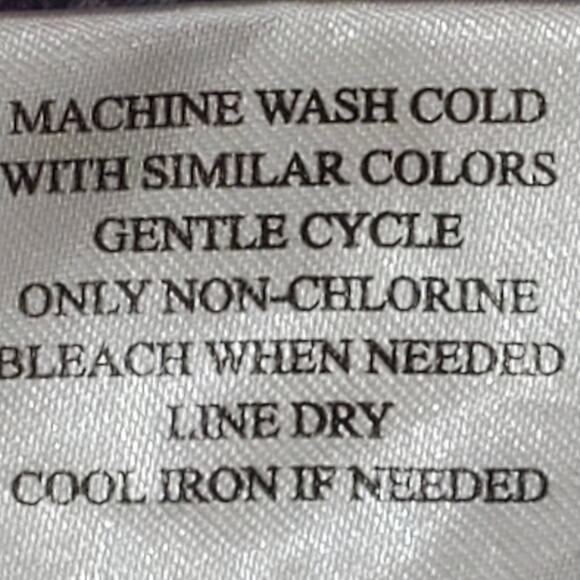 MACHINE WASH COLD
WITH SIMILAR COLORS
GENTLE CYCLE
ONLY NON-CHLORINE
BLEACH WHEN NEEDED
LINE DRY
COOL IRON IF NEEDED